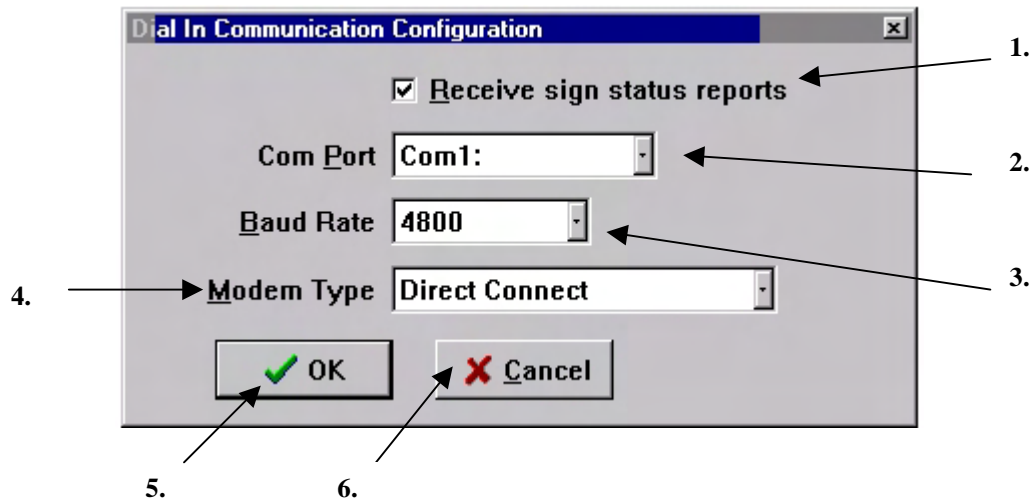 Dial In Communication Configuration
1.
Receive sign status reports
Com Port Com1:
2.
Baud Rate 4800
3.
4.
Modem Type Direct Connect
OK Cancel
5. 6.